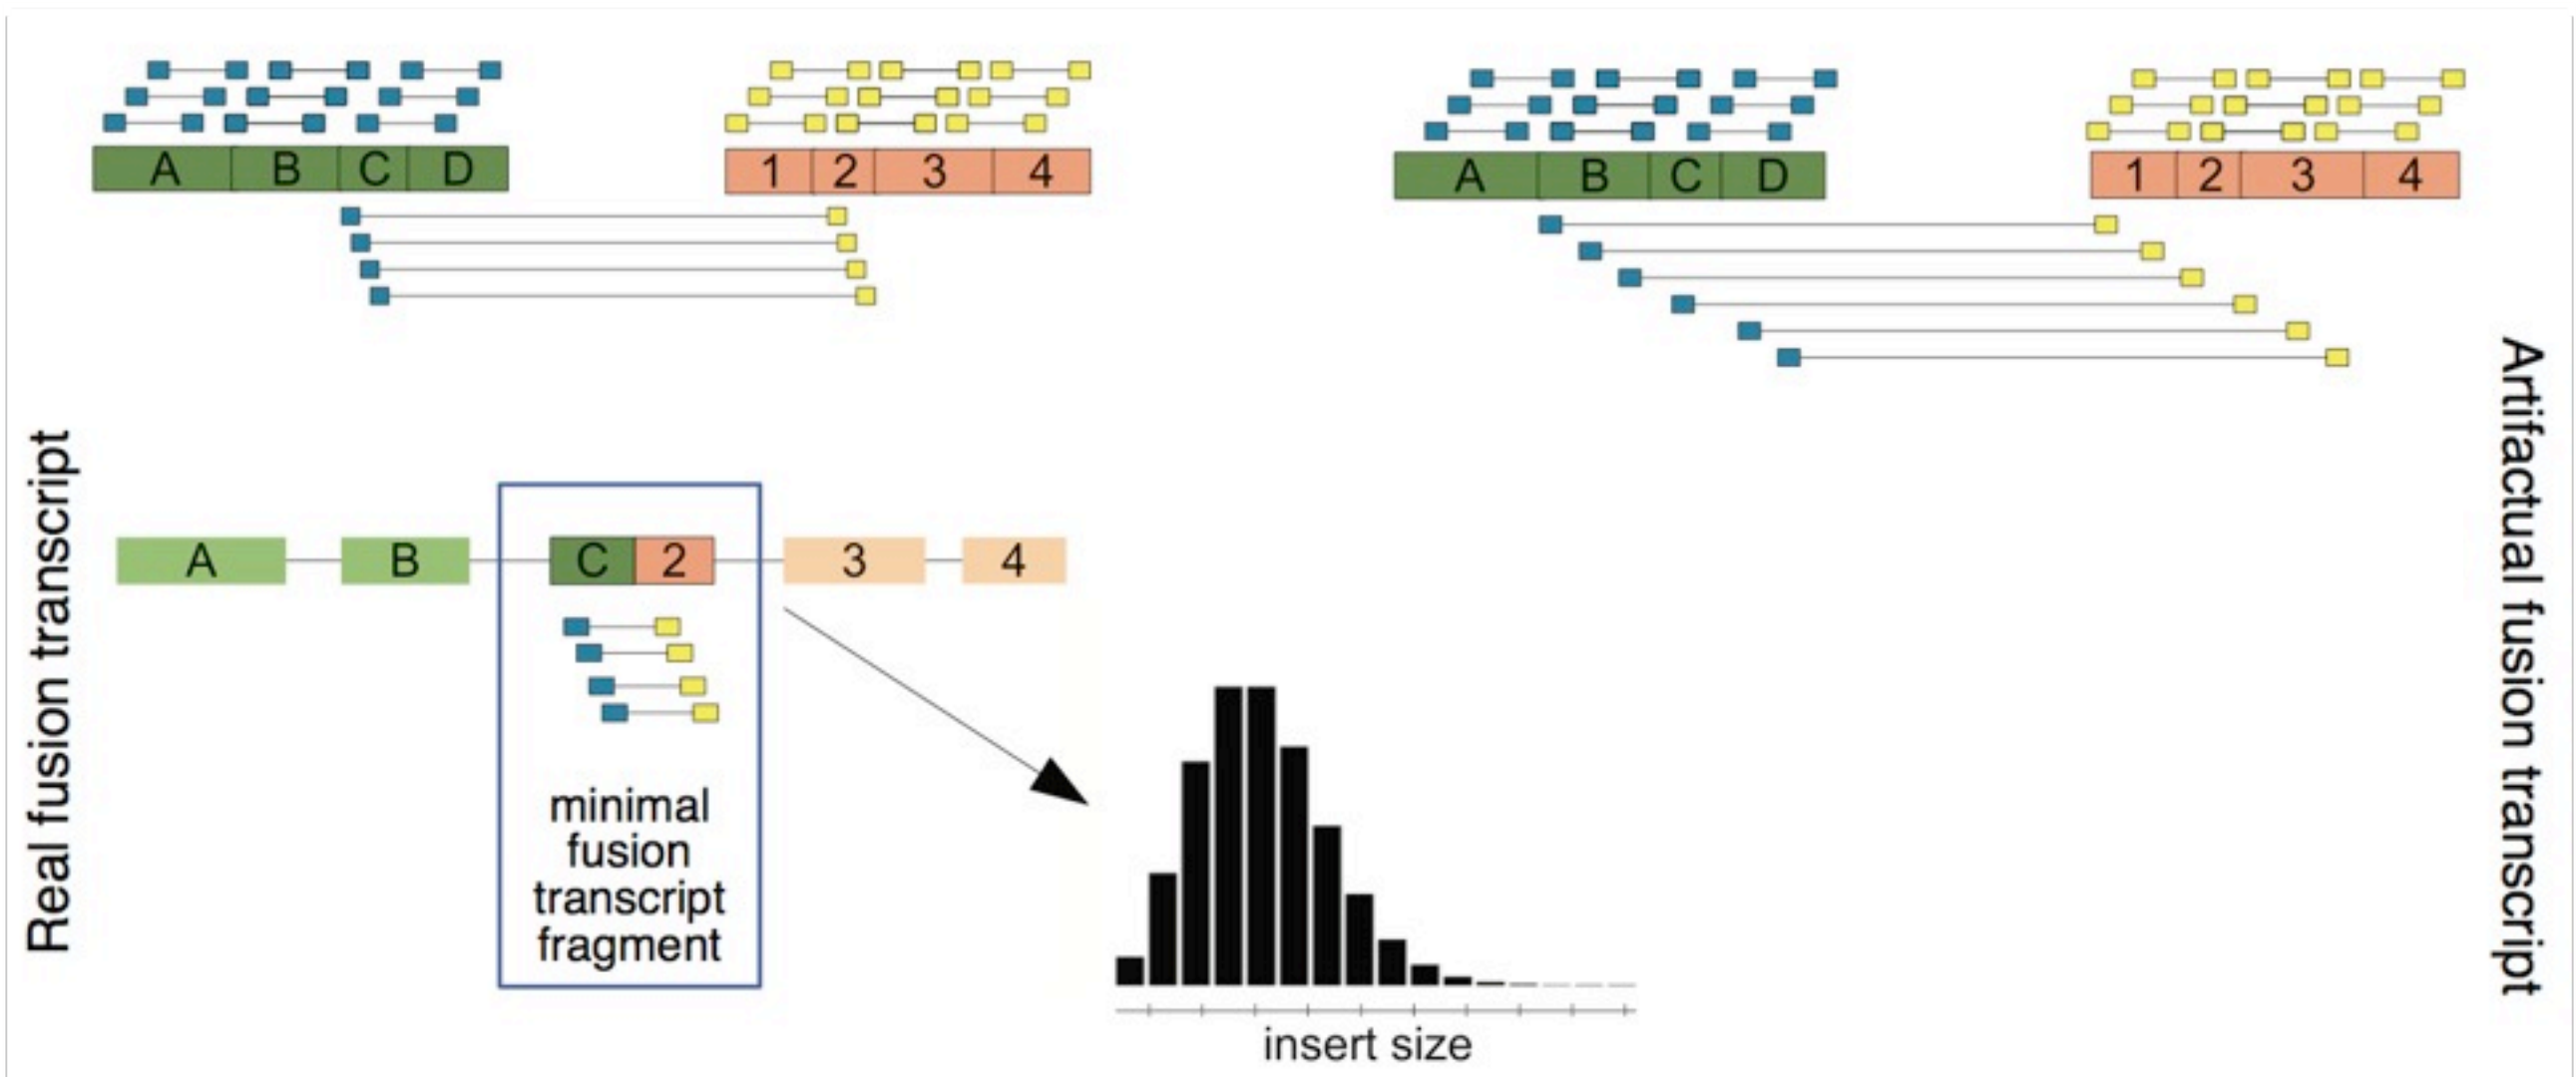 A B C D
1 2 3 4
A B C D
1 2 3 4
Real fusion transcript
A B C 2 3 4
minimal
fusion
transcript
fragment
insert size
Artifactual fusion transcript